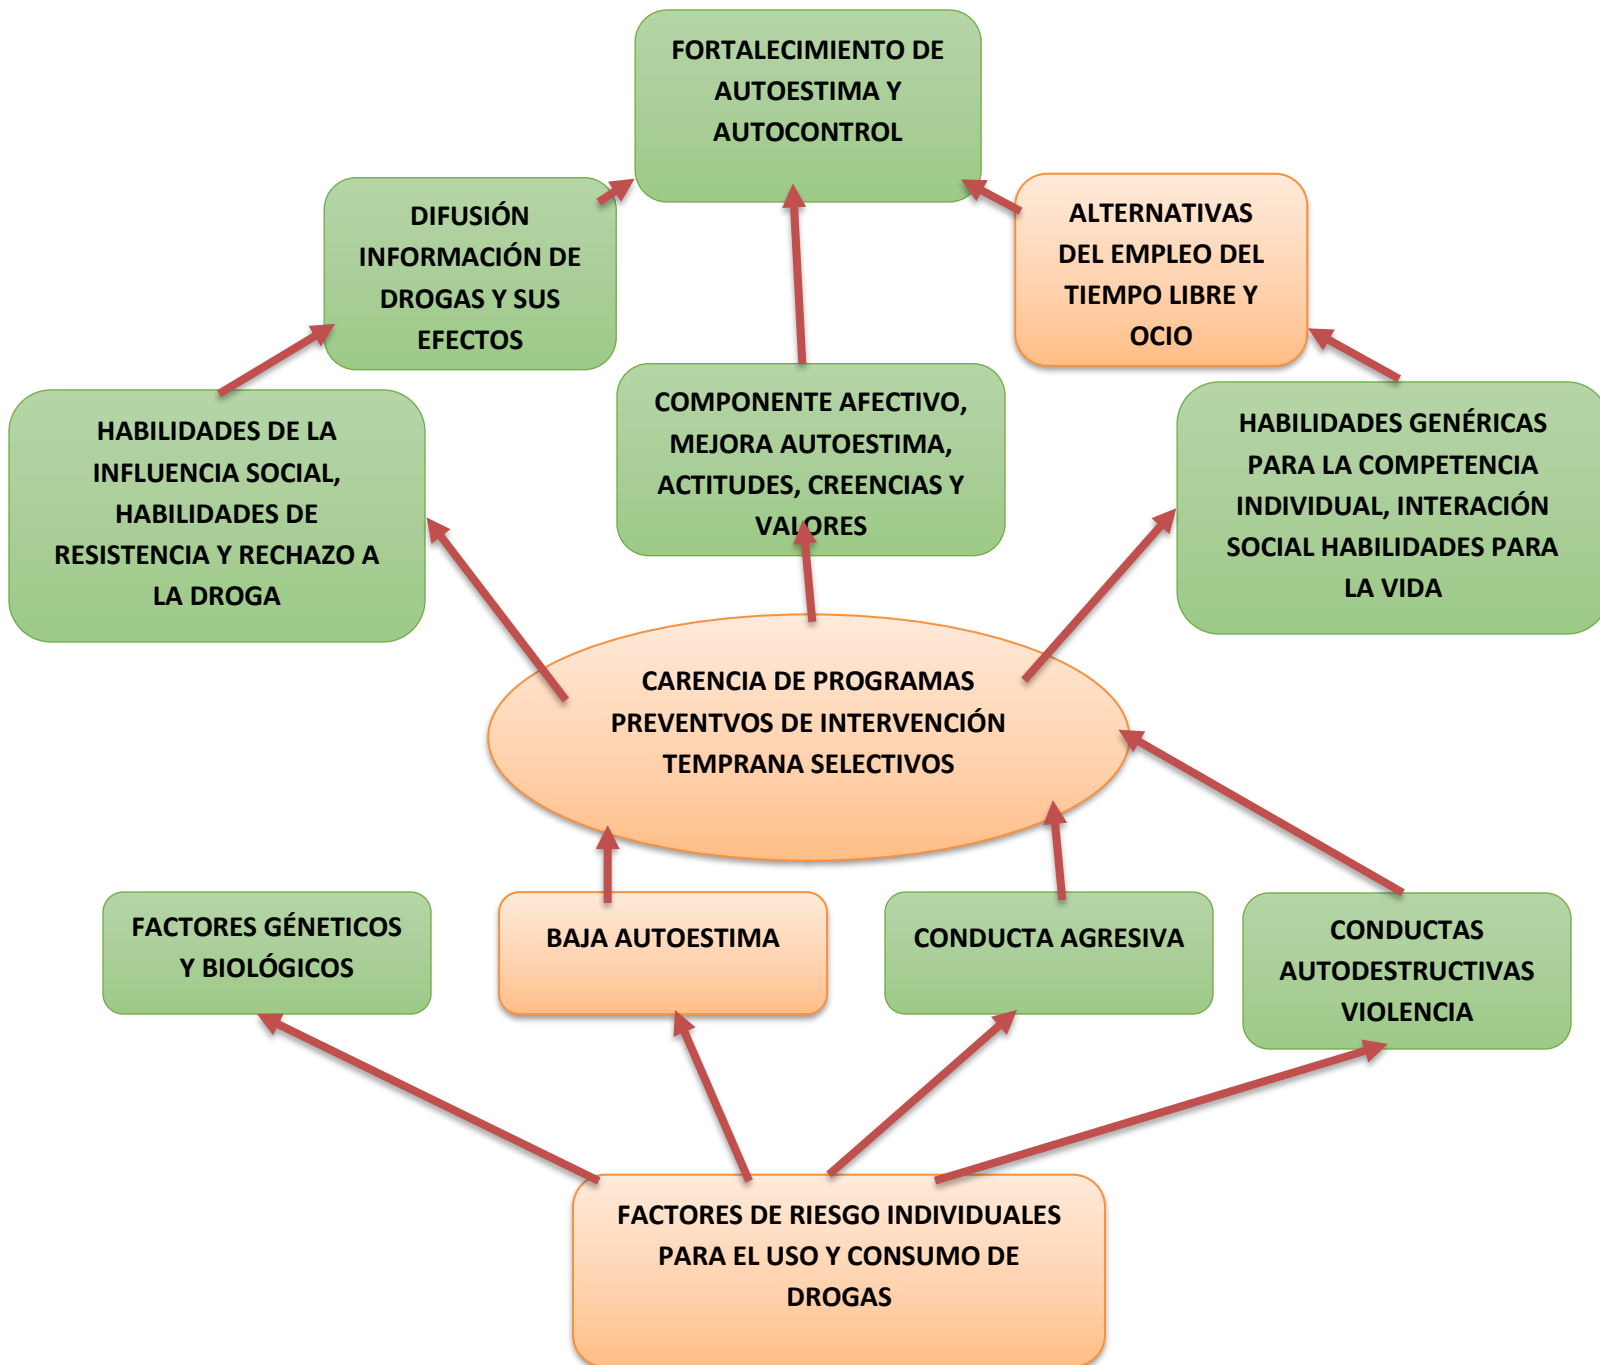 FORTALECIMIENTO DE
AUTOESTIMA Y
AUTOCONTROL
DIFUSIÓN
INFORMACIÓN DE
DROGAS Y SUS
EFECTOS
ALTERNATIVAS
DEL EMPLEO DEL
TIEMPO LIBRE Y
OCIO
HABILIDADES DE LA
INFLUENCIA SOCIAL,
HABILIDADES DE
RESISTENCIA Y RECHAZO A
LA DROGA
COMPONENTE AFECTIVO,
MEJORA AUTOESTIMA,
ACTITUDES, CREENCIAS Y
VALORES
HABILIDADES GENÉRICAS
PARA LA COMPETENCIA
INDIVIDUAL, INTERACIÓN
SOCIAL HABILIDADES PARA
LA VIDA
CARENCIA DE PROGRAMAS
PREVENTVOS DE INTERVENCIÓN
TEMPRANA SELECTIVOS
FACTORES GÉNETICOS
Y BIOLÓGICOS
BAJA AUTOESTIMA
CONDUCTA AGRESIVA
CONDUCTAS
AUTODESTRUCTIVAS
VIOLENCIA
FACTORES DE RIESGO INDIVIDUALES
PARA EL USO Y CONSUMO DE
DROGAS